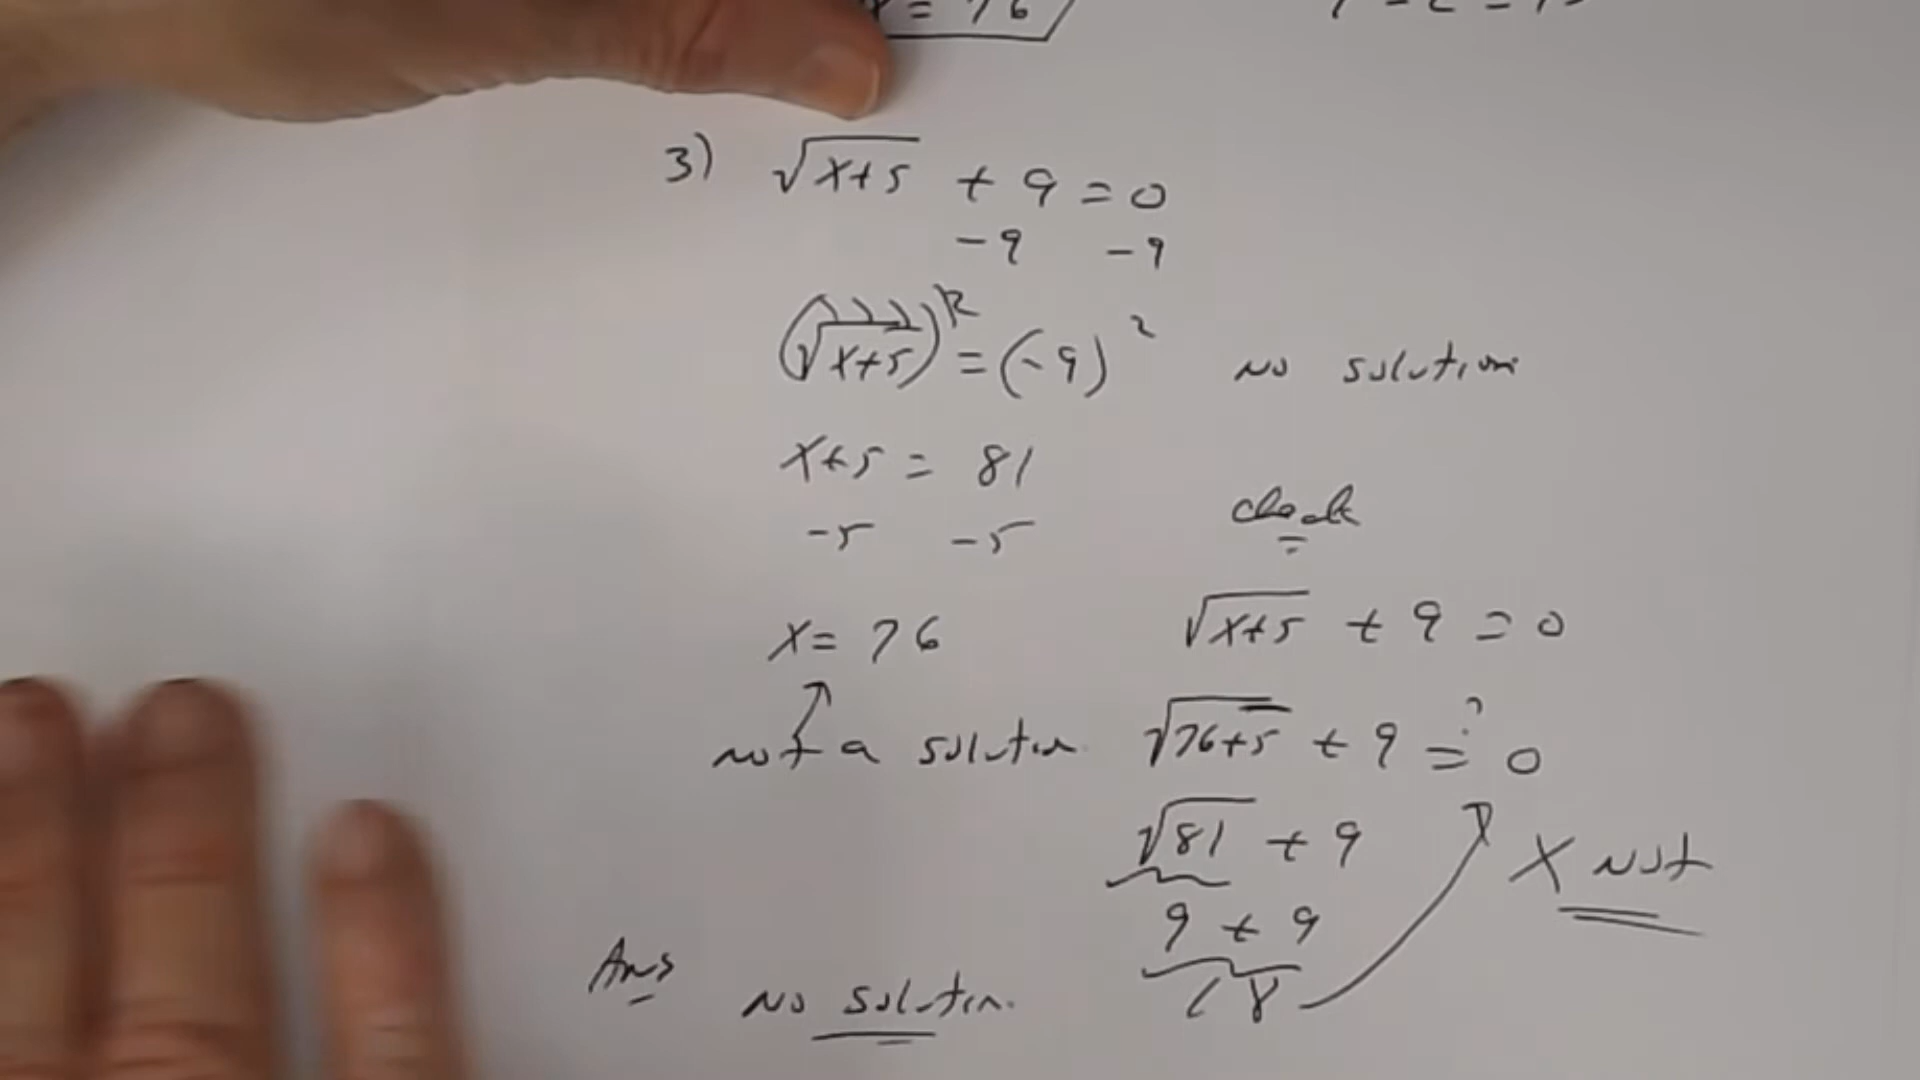 = 76
3) √x+5 + 9 = 0
-9 -9
(√x+5)² = (-9)² no solution
x+5 = 81
-5 -5
check
x = 76
√x+5 + 9 = 0
not a solution
√76+5 + 9 =? 0
√81 + 9
X not
9 + 9
18
Ans no solution.